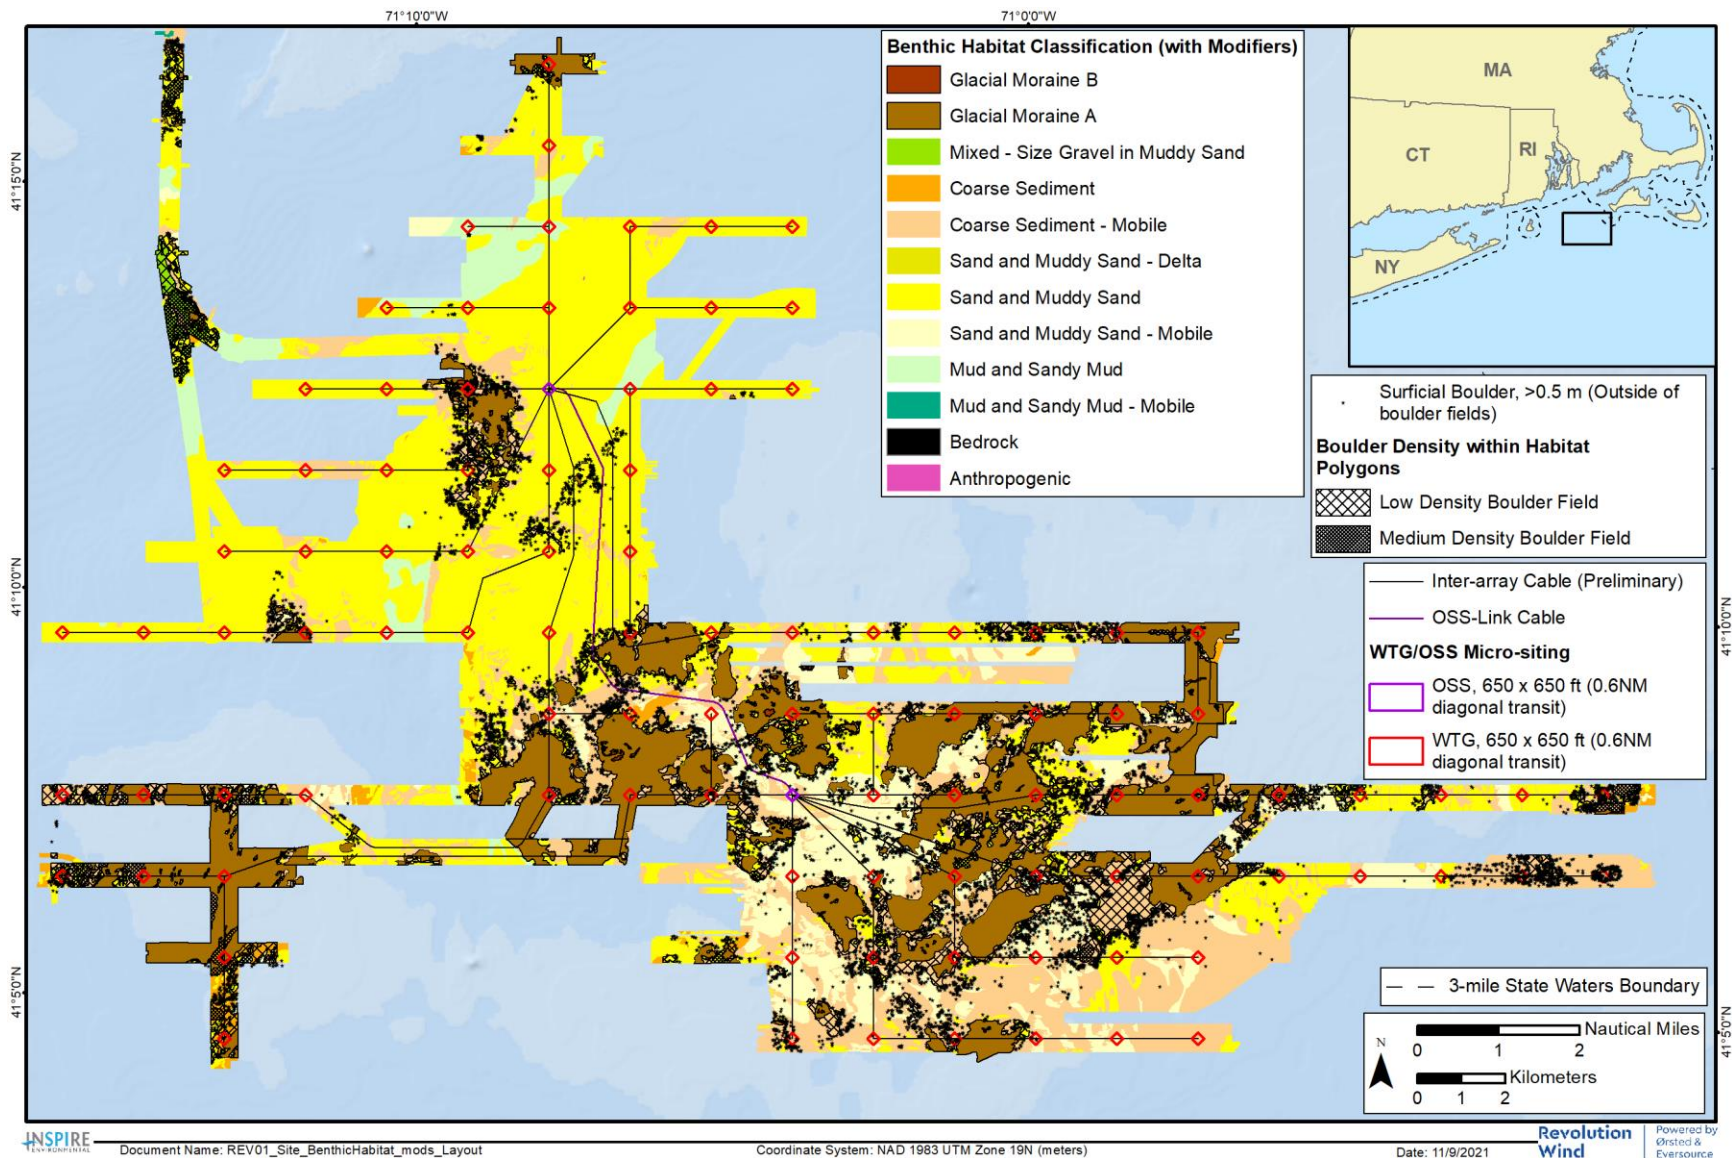 71°10'0"W
71°0'0"W
41°15'0"N
41°10'0"N
41°5'0"N
41°10'0"N
41°5'0"N
Benthic Habitat Classification (with Modifiers)
Glacial Moraine B
Glacial Moraine A
Mixed - Size Gravel in Muddy Sand
Coarse Sediment
Coarse Sediment - Mobile
Sand and Muddy Sand - Delta
Sand and Muddy Sand
Sand and Muddy Sand - Mobile
Mud and Sandy Mud
Mud and Sandy Mud - Mobile
Bedrock
Anthropogenic
MA
CT
RI
NY
Surficial Boulder, >0.5 m (Outside of
boulder fields)
Boulder Density within Habitat
Polygons
Low Density Boulder Field
Medium Density Boulder Field
Inter-array Cable (Preliminary)
OSS-Link Cable
WTG/OSS Micro-siting
OSS, 650 x 650 ft (0.6NM
diagonal transit)
WTG, 650 x 650 ft (0.6NM
diagonal transit)
3-mile State Waters Boundary
N
Nautical Miles
0 1 2
Kilometers
0 1 2
INSPIRE
ENVIRONMENTAL
Document Name: REV01_Site_BenthicHabitat_mods_Layout
Coordinate System: NAD 1983 UTM Zone 19N (meters)
Date: 11/9/2021
Revolution
Wind
Powered by
Ørsted &
Eversource